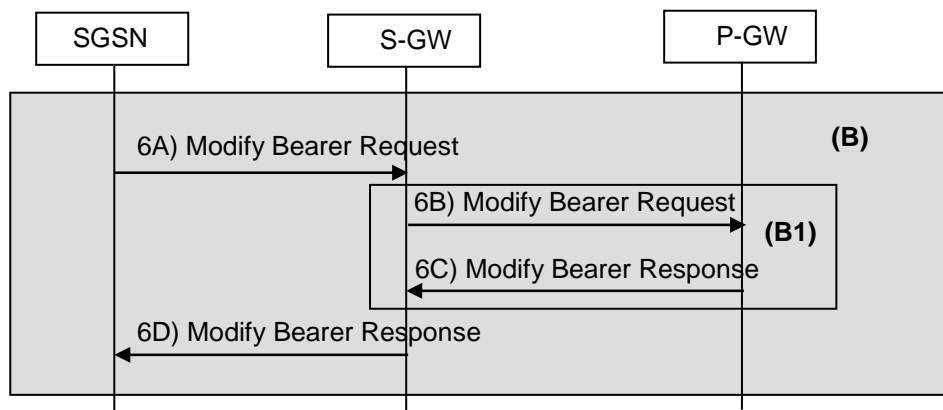 SGSN
S-GW
P-GW
(B)
6A) Modify Bearer Request
6B) Modify Bearer Request
(B1)
6C) Modify Bearer Response
6D) Modify Bearer Response